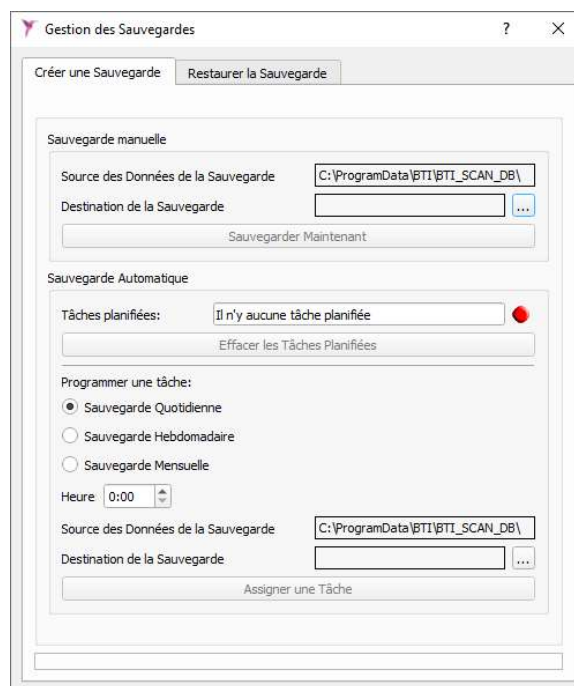 Gestion des Sauvegardes
?
Créer une Sauvegarde
Restaurer la Sauvegarde
Sauvegarde manuelle
Source des Données de la Sauvegarde
C:\ProgramData\BTI\BTI_SCAN_DB\
Destination de la Sauvegarde
...
Sauvegarder Maintenant
Sauvegarde Automatique
Tâches planifiées:
Il n'y aucune tâche planifiée
Effacer les Tâches Planifiées
Programmer une tâche:
Sauvegarde Quotidienne
Sauvegarde Hebdomadaire
Sauvegarde Mensuelle
Heure 0:00
Source des Données de la Sauvegarde
C:\ProgramData\BTI\BTI_SCAN_DB\
Destination de la Sauvegarde
...
Assigner une Tâche